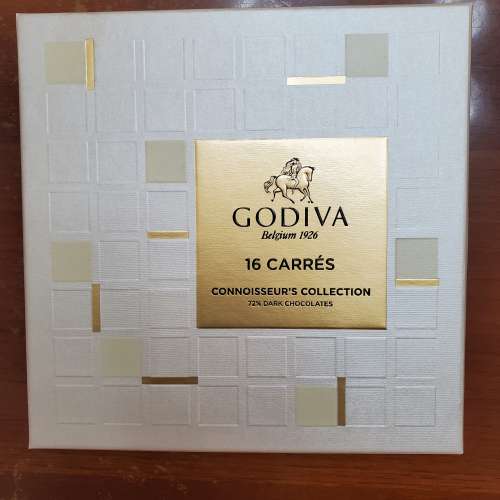 GODIVA
Belgium 1926
16 CARRÉS
CONNOISSEUR'S COLLECTION
72% DARK CHOCOLATES